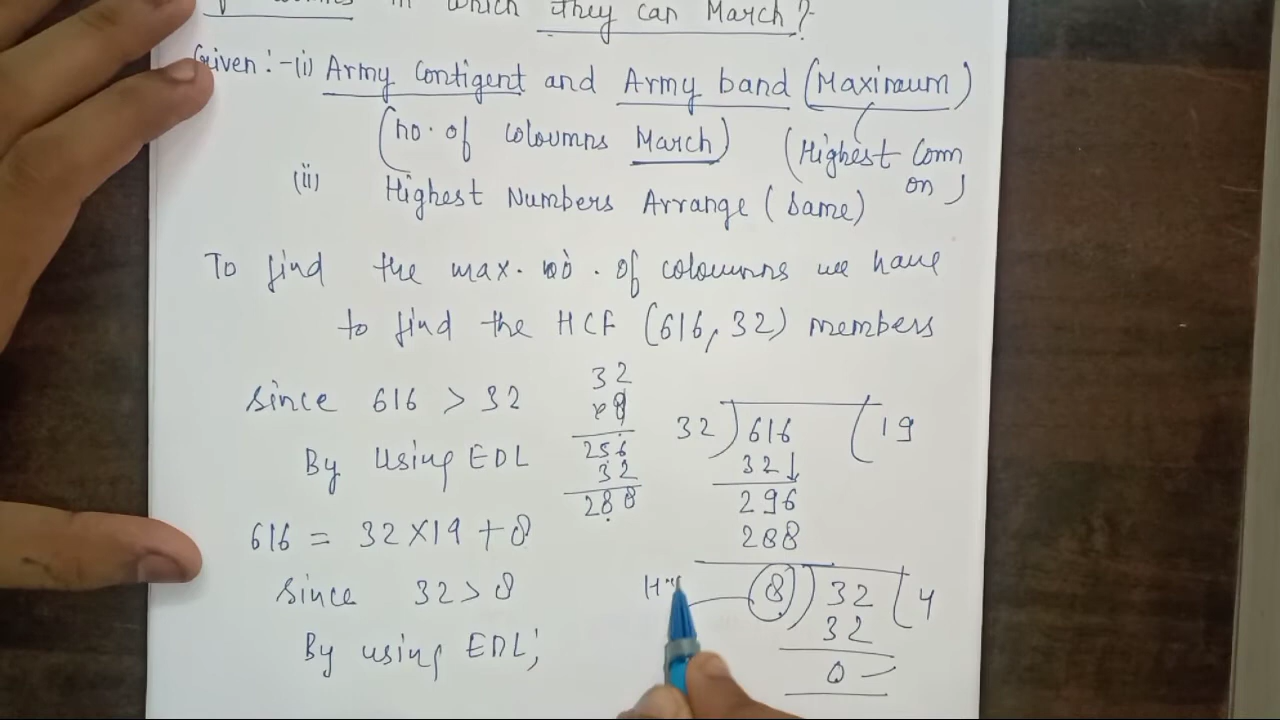 in which they can March?
Given:-(i) Army Contigent and Army band (Maximum)
(no. of coloumns March) (Highest Comm
on)
(ii) Highest Numbers Arrange (Same)
To find the max. no. of coloumns we have
to find the HCF (616, 32) members
since 616 > 32
By Using EDL
616 = 32×19 + 8
since 32>8
By using EDL;
32
×9
256
32
288
32) 616 (19
32↓
296
288
8) 32 (4
32
0